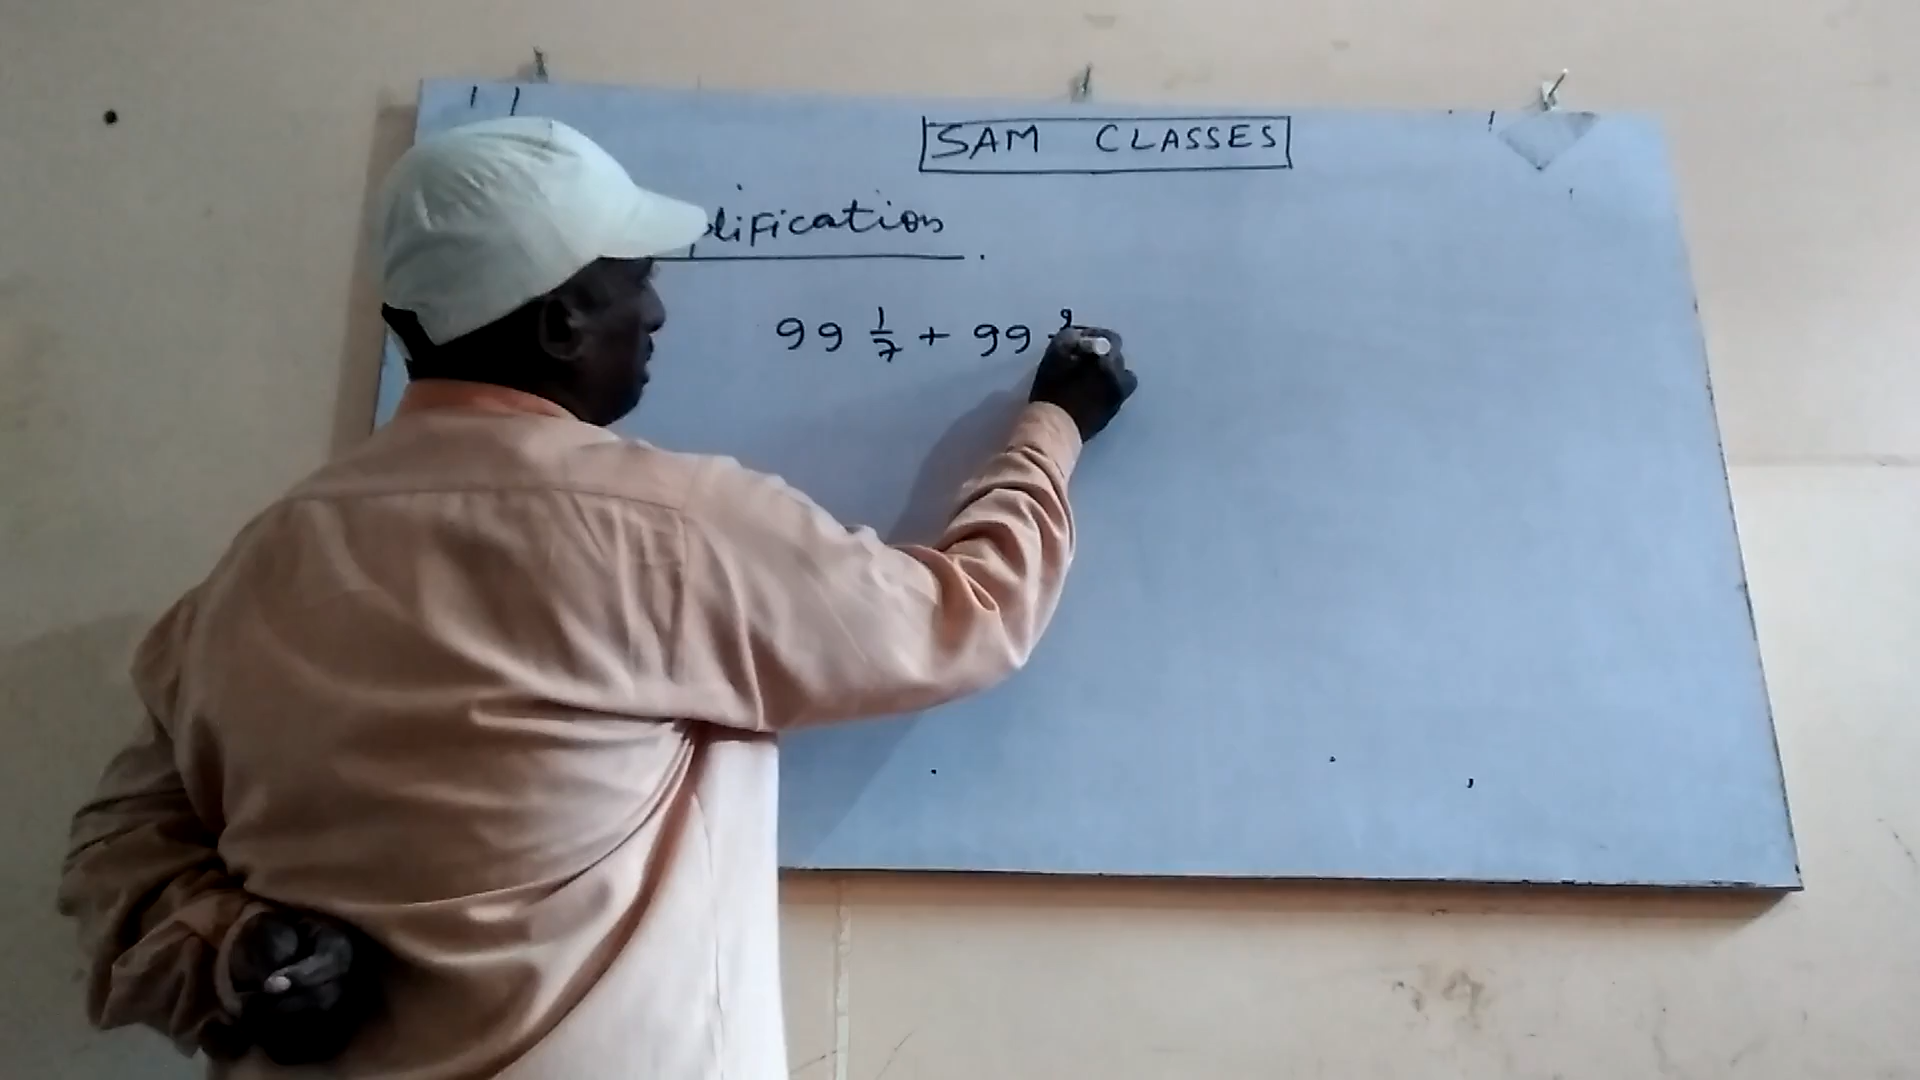 SAM CLASSES
plification
99 1/7 + 99